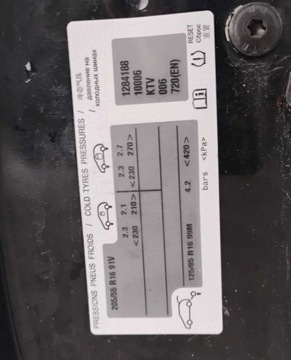 PRESSIONS PNEUS FROIDS / COLD TYRES PRESSURES /
давление на
холодных шинах
205/55 R16 91V
2.3 2.1
<230 210>
2.3 2.7
<230 270>
125/85 R16 99M
4.2
<420>
bars <kPa>
1284188
10006
KTV
006
720(EN)
RESET
Сброс